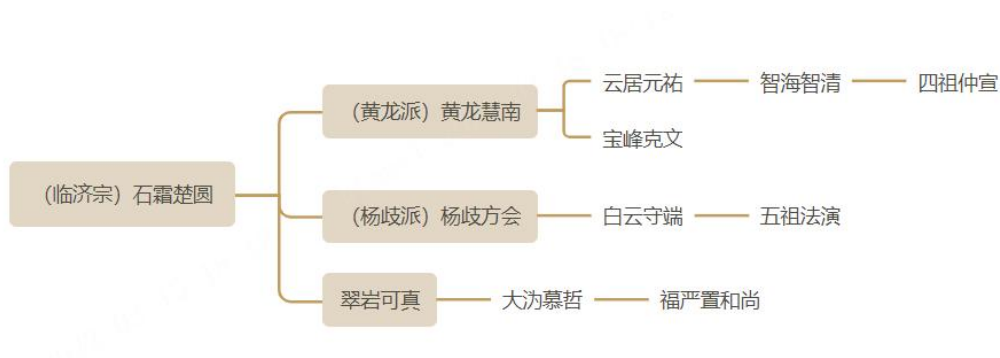 (临济宗)石霜楚圆
(黄龙派)黄龙慧南
云居元祐
智海智清
四祖仲宣
宝峰克文
(杨歧派)杨歧方会
白云守端
五祖法演
翠岩可真
大沩慕哲
福严置和尚